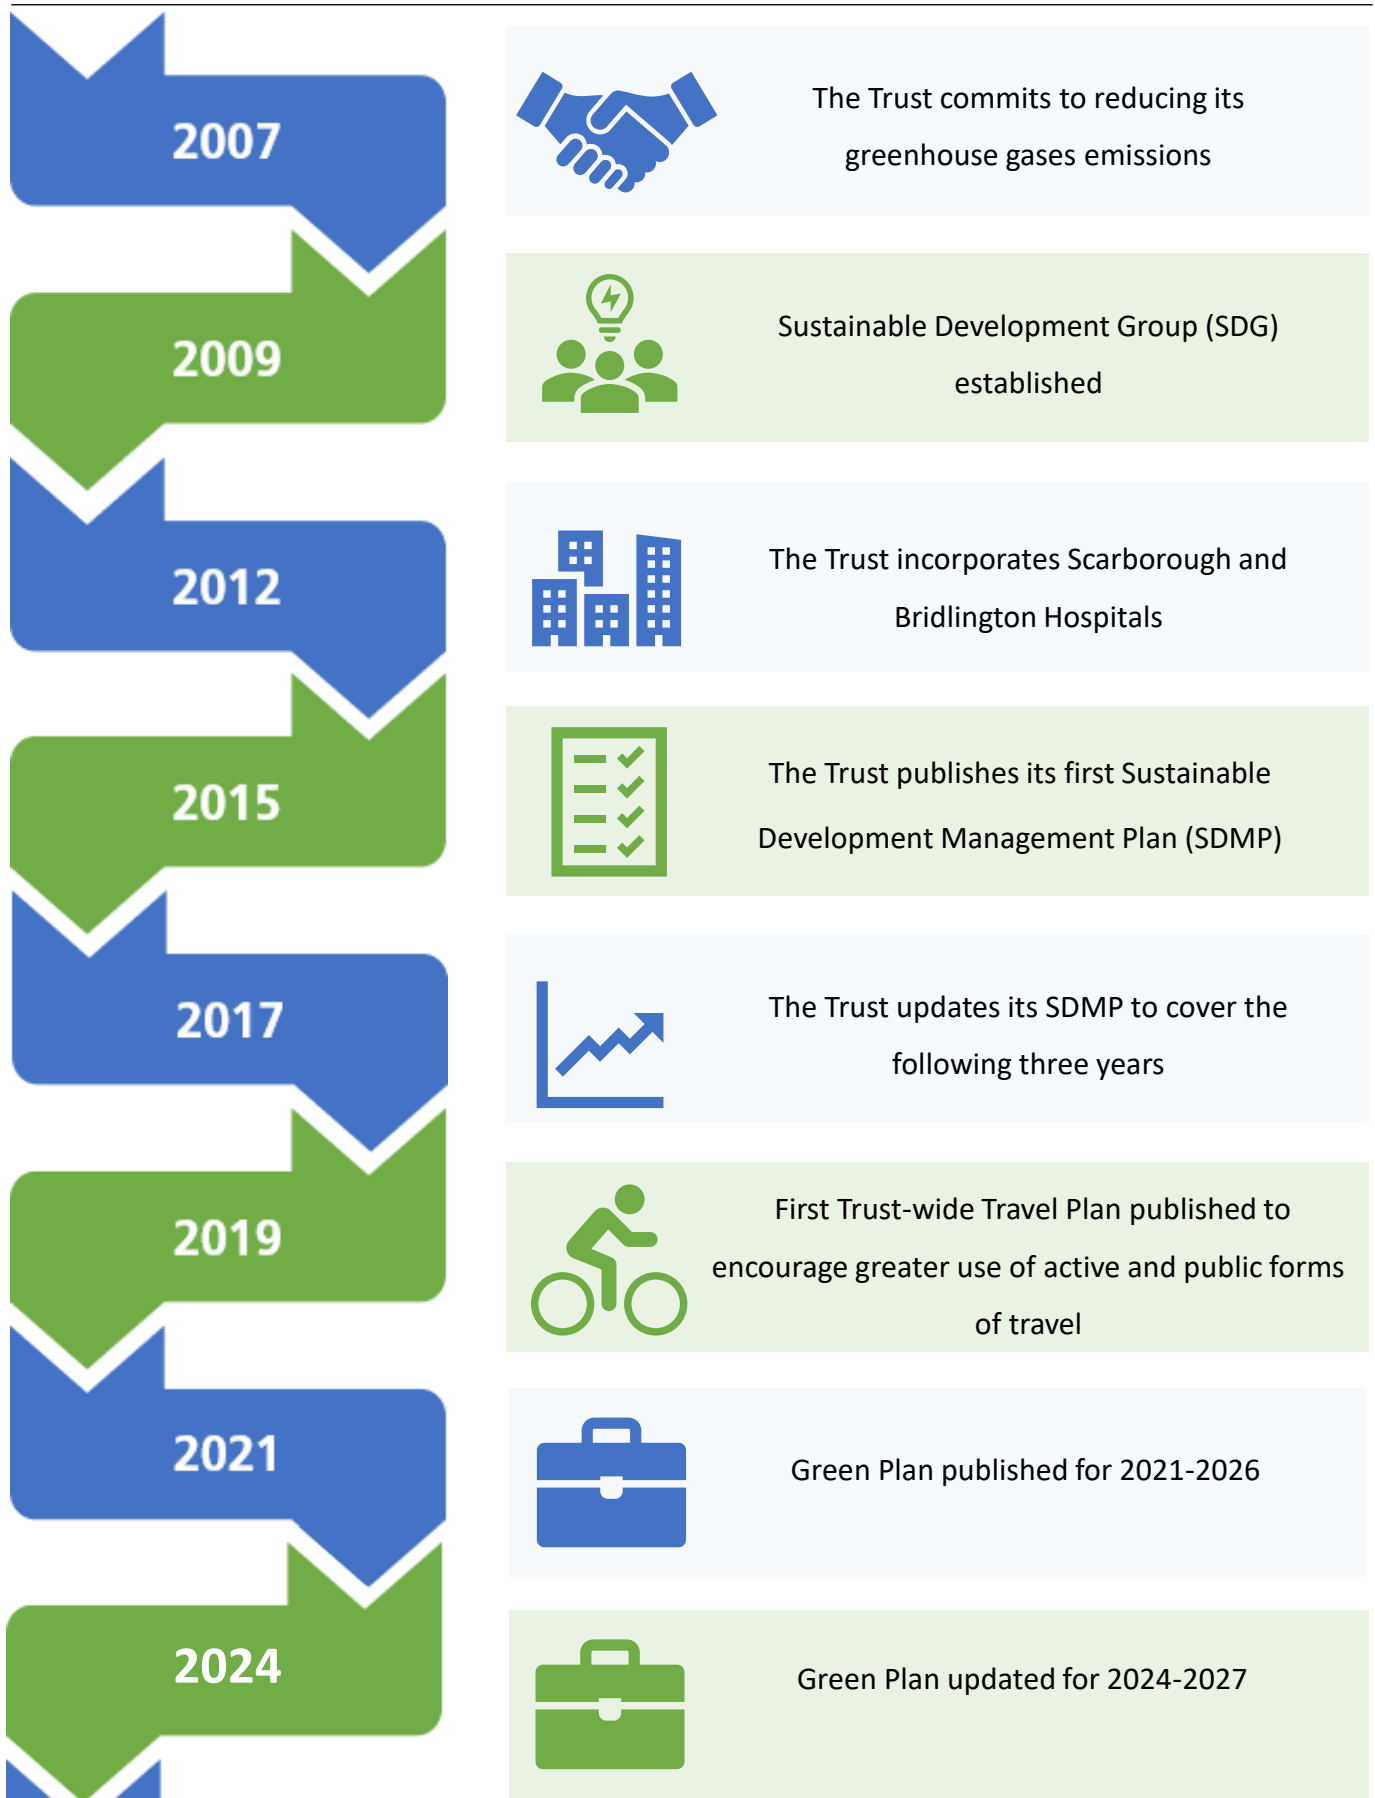 2007
The Trust commits to reducing its
greenhouse gases emissions
2009
Sustainable Development Group (SDG)
established
2012
The Trust incorporates Scarborough and
Bridlington Hospitals
2015
The Trust publishes its first Sustainable
Development Management Plan (SDMP)
2017
The Trust updates its SDMP to cover the
following three years
2019
First Trust-wide Travel Plan published to
encourage greater use of active and public forms
of travel
2021
Green Plan published for 2021-2026
2024
Green Plan updated for 2024-2027